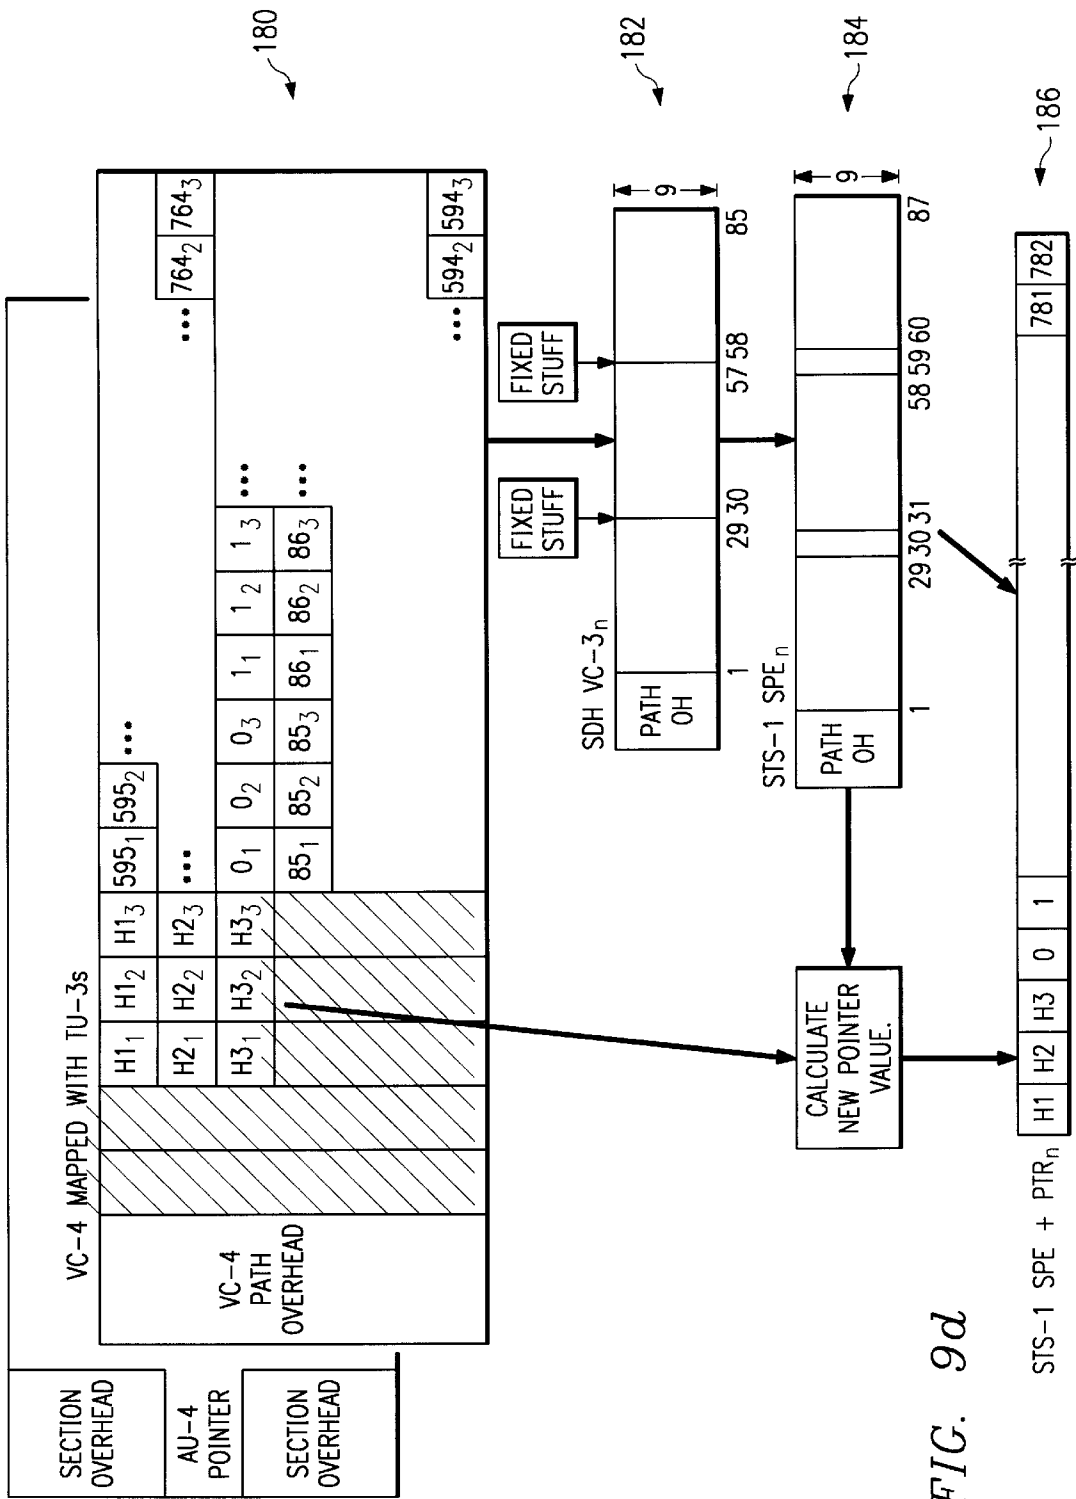 SECTION OVERHEAD
AU-4 POINTER
SECTION OVERHEAD
VC-4 MAPPED WITH TU-3s
VC-4 PATH OVERHEAD
H1₁ H1₂ H1₃ 595₁ 595₂ •••
H2₁ H2₂ H2₃ ••• ••• 764₂ 764₃
H3₁ H3₂ H3₃ 0₁ 0₂ 0₃ 1₁ 1₂ 1₃ •••
85₁ 85₂ 85₃ 86₁ 86₂ 86₃ •••
••• 594₂ 594₃
180
FIXED STUFF
FIXED STUFF
SDH VC-3ₙ
PATH OH
9
1 29 30 57 58 85
182
STS-1 SPEₙ
PATH OH
9
1 29 30 31 58 59 60 87
184
CALCULATE NEW POINTER VALUE.
STS-1 SPE + PTRₙ
H1 H2 H3 0 1 781 782
186
FIG. 9d